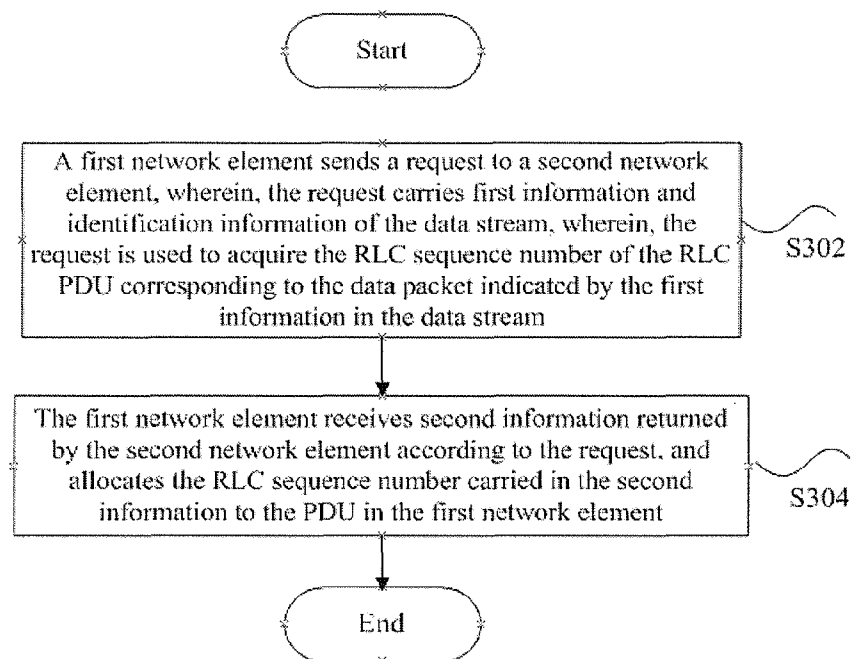 Start
A first network element sends a request to a second network
element, wherein, the request carries first information and
identification information of the data stream, wherein, the
request is used to acquire the RLC sequence number of the RLC
PDU corresponding to the data packet indicated by the first
information in the data stream
S302
The first network element receives second information returned
by the second network element according to the request, and
allocates the RLC sequence number carried in the second
information to the PDU in the first network element
S304
End